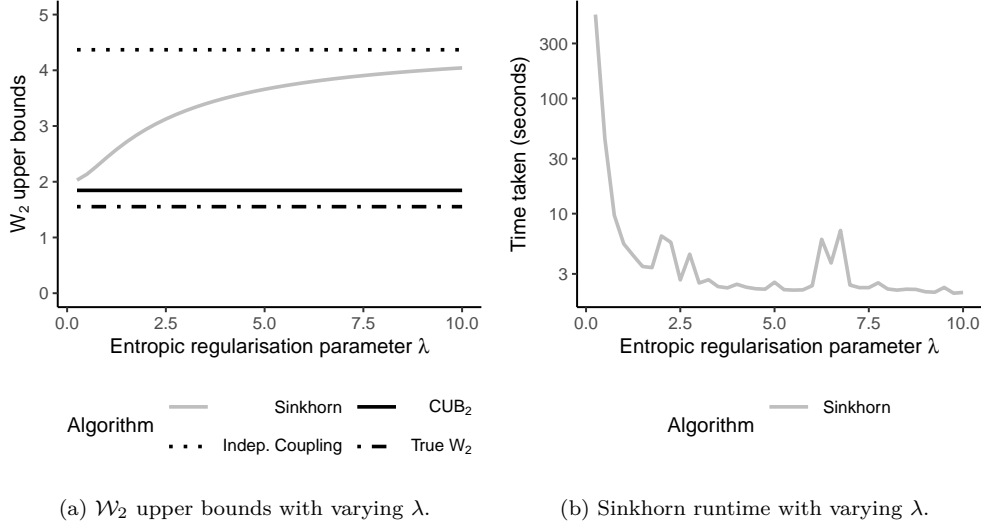 W₂ upper bounds
5
4
3
2
1
0
0.0 2.5 5.0 7.5 10.0
Entropic regularisation parameter λ
Algorithm
Sinkhorn CUB₂
Indep. Coupling True W₂
(a) 𝒲₂ upper bounds with varying λ.
Time taken (seconds)
300
100
30
10
3
0.0 2.5 5.0 7.5 10.0
Entropic regularisation parameter λ
Algorithm Sinkhorn
(b) Sinkhorn runtime with varying λ.